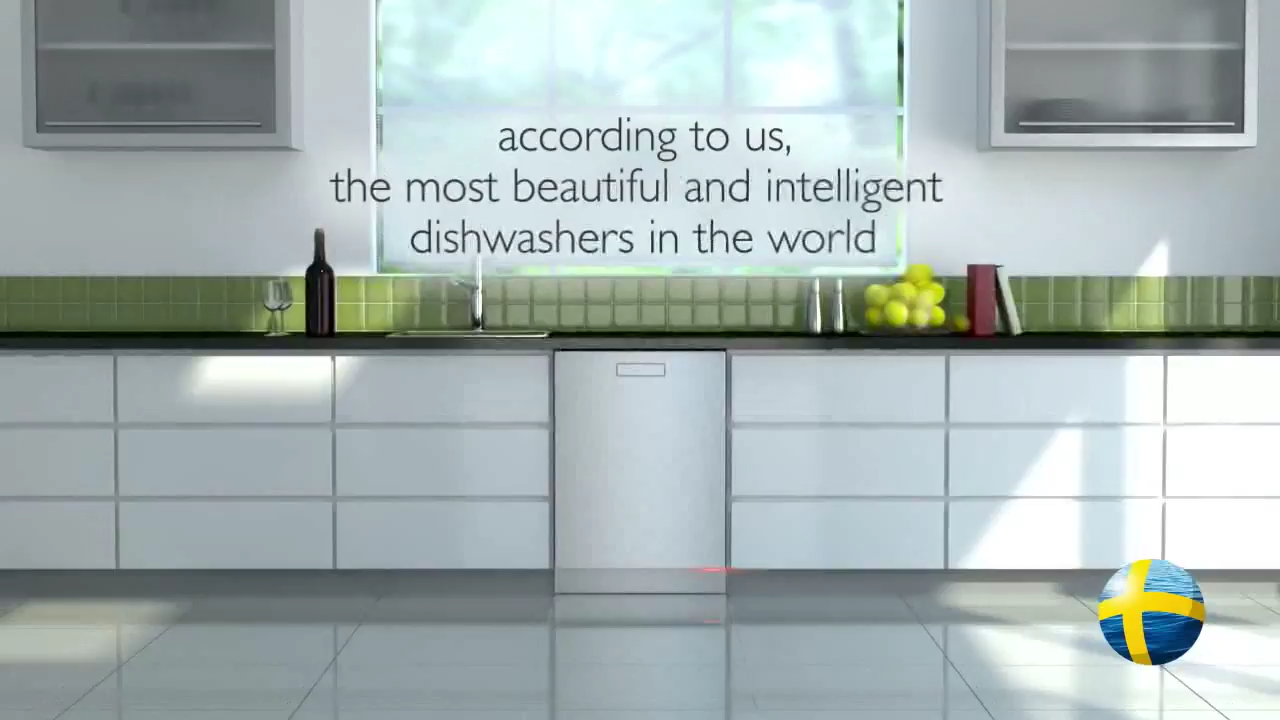 according to us,
the most beautiful and intelligent
dishwashers in the world